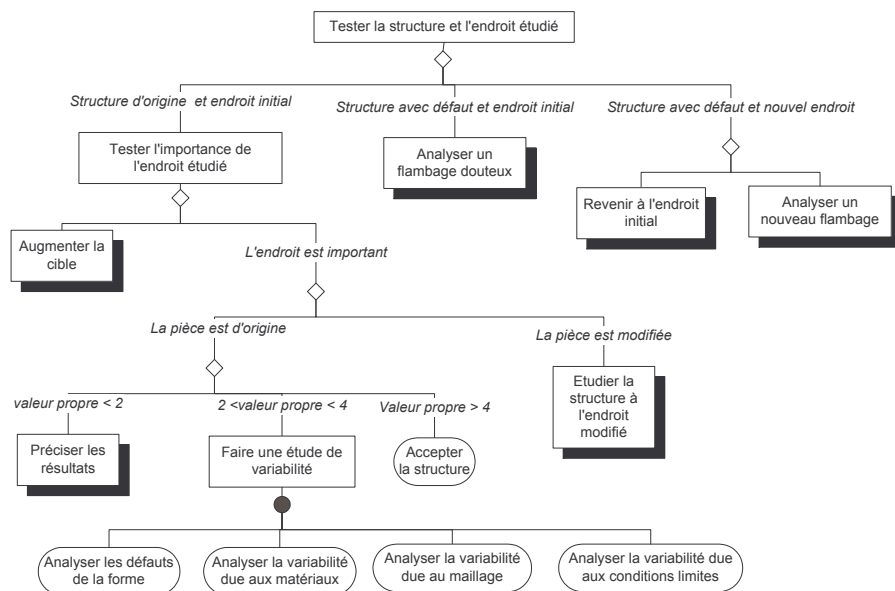 Tester la structure et l'endroit étudié
Structure d'origine et endroit initial
Structure avec défaut et endroit initial
Structure avec défaut et nouvel endroit
Tester l'importance de
l'endroit étudié
Analyser un
flambage douteux
Revenir à l'endroit
initial
Analyser un
nouveau flambage
Augmenter la
cible
L'endroit est important
La pièce est d'origine
La pièce est modifiée
Etudier la
structure à
l'endroit
modifié
valeur propre < 2
2 <valeur propre < 4
Valeur propre > 4
Préciser les
résultats
Faire une étude de
variabilité
Accepter
la structure
Analyser les défauts
de la forme
Analyser la variabilité
due aux matériaux
Analyser la variabilité
due au maillage
Analyser la variabilité due
aux conditions limites